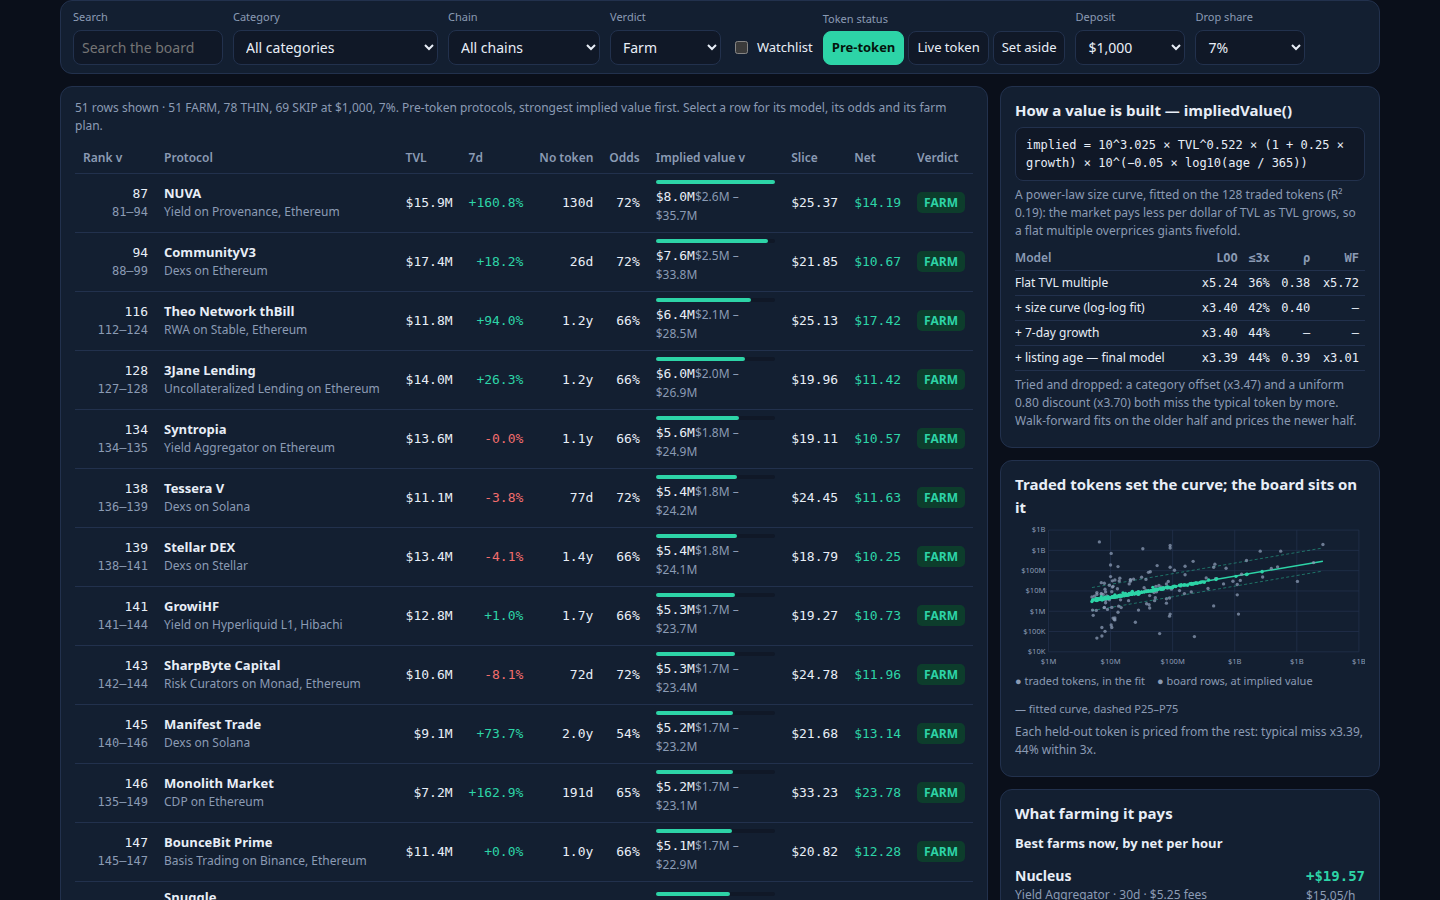 Search
Category
Chain
Verdict
Token status
Deposit
Drop share
Search the board
All categories
All chains
Farm
Watchlist
Pre-token
Live token
Set aside
$1,000
7%
51 rows shown · 51 FARM, 78 THIN, 69 SKIP at $1,000, 7%. Pre-token protocols, strongest implied value first. Select a row for its model, its odds and its farm
plan.
Rank v Protocol TVL 7d No token Odds Implied value v Slice Net Verdict
87 NUVA $15.9M +160.8% 130d 72% $8.0M$2.6M – $35.7M $25.37 $14.19 FARM
81–94 Yield on Provenance, Ethereum
94 CommunityV3 $17.4M +18.2% 26d 72% $7.6M$2.5M – $33.8M $21.85 $10.67 FARM
88–99 Dexs on Ethereum
116 Theo Network thBill $11.8M +94.0% 1.2y 66% $6.4M$2.1M – $28.5M $25.13 $17.42 FARM
112–124 RWA on Stable, Ethereum
128 3Jane Lending $14.0M +26.3% 1.2y 66% $6.0M$2.0M – $26.9M $19.96 $11.42 FARM
127–128 Uncollateralized Lending on Ethereum
134 Syntropia $13.6M -0.0% 1.1y 66% $5.6M$1.8M – $24.9M $19.11 $10.57 FARM
134–135 Yield Aggregator on Ethereum
138 Tessera V $11.1M -3.8% 77d 72% $5.4M$1.8M – $24.2M $24.45 $11.63 FARM
136–139 Dexs on Solana
139 Stellar DEX $13.4M -4.1% 1.4y 66% $5.4M$1.8M – $24.1M $18.79 $10.25 FARM
138–141 Dexs on Stellar
141 GrowiHF $12.8M +1.0% 1.7y 66% $5.3M$1.7M – $23.7M $19.27 $10.73 FARM
141–144 Yield on Hyperliquid L1, Hibachi
143 SharpByte Capital $10.6M -8.1% 72d 72% $5.3M$1.7M – $23.4M $24.78 $11.96 FARM
142–144 Risk Curators on Monad, Ethereum
145 Manifest Trade $9.1M +73.7% 2.0y 54% $5.2M$1.7M – $23.2M $21.68 $13.14 FARM
140–146 Dexs on Solana
146 Monolith Market $7.2M +162.9% 191d 65% $5.2M$1.7M – $23.1M $33.23 $23.78 FARM
135–149 CDP on Ethereum
147 BounceBit Prime $11.4M +0.0% 1.0y 66% $5.1M$1.7M – $22.9M $20.82 $12.28 FARM
145–147 Basis Trading on Binance, Ethereum
Snuggle
How a value is built — impliedValue()
implied = 10^3.025 × TVL^0.522 × (1 + 0.25 ×
growth) × 10^(−0.05 × log10(age / 365))
A power-law size curve, fitted on the 128 traded tokens (R²
0.19): the market pays less per dollar of TVL as TVL grows, so
a flat multiple overprices giants fivefold.
Model LOO ≤3x ρ WF
Flat TVL multiple x5.24 36% 0.38 x5.72
+ size curve (log-log fit) x3.40 42% 0.40 —
+ 7-day growth x3.40 44% — —
+ listing age — final model x3.39 44% 0.39 x3.01
Tried and dropped: a category offset (x3.47) and a uniform
0.80 discount (x3.70) both miss the typical token by more.
Walk-forward fits on the older half and prices the newer half.
Traded tokens set the curve; the board sits on
it
$1B
$1B
$100M
$10M
$1M
$100K
$10K
$1M $10M $100M $1B $1B $1B
● traded tokens, in the fit ● board rows, at implied value
— fitted curve, dashed P25–P75
Each held-out token is priced from the rest: typical miss x3.39,
44% within 3x.
What farming it pays
Best farms now, by net per hour
Nucleus +$19.57
Yield Aggregator · 30d · $5.25 fees $15.05/h